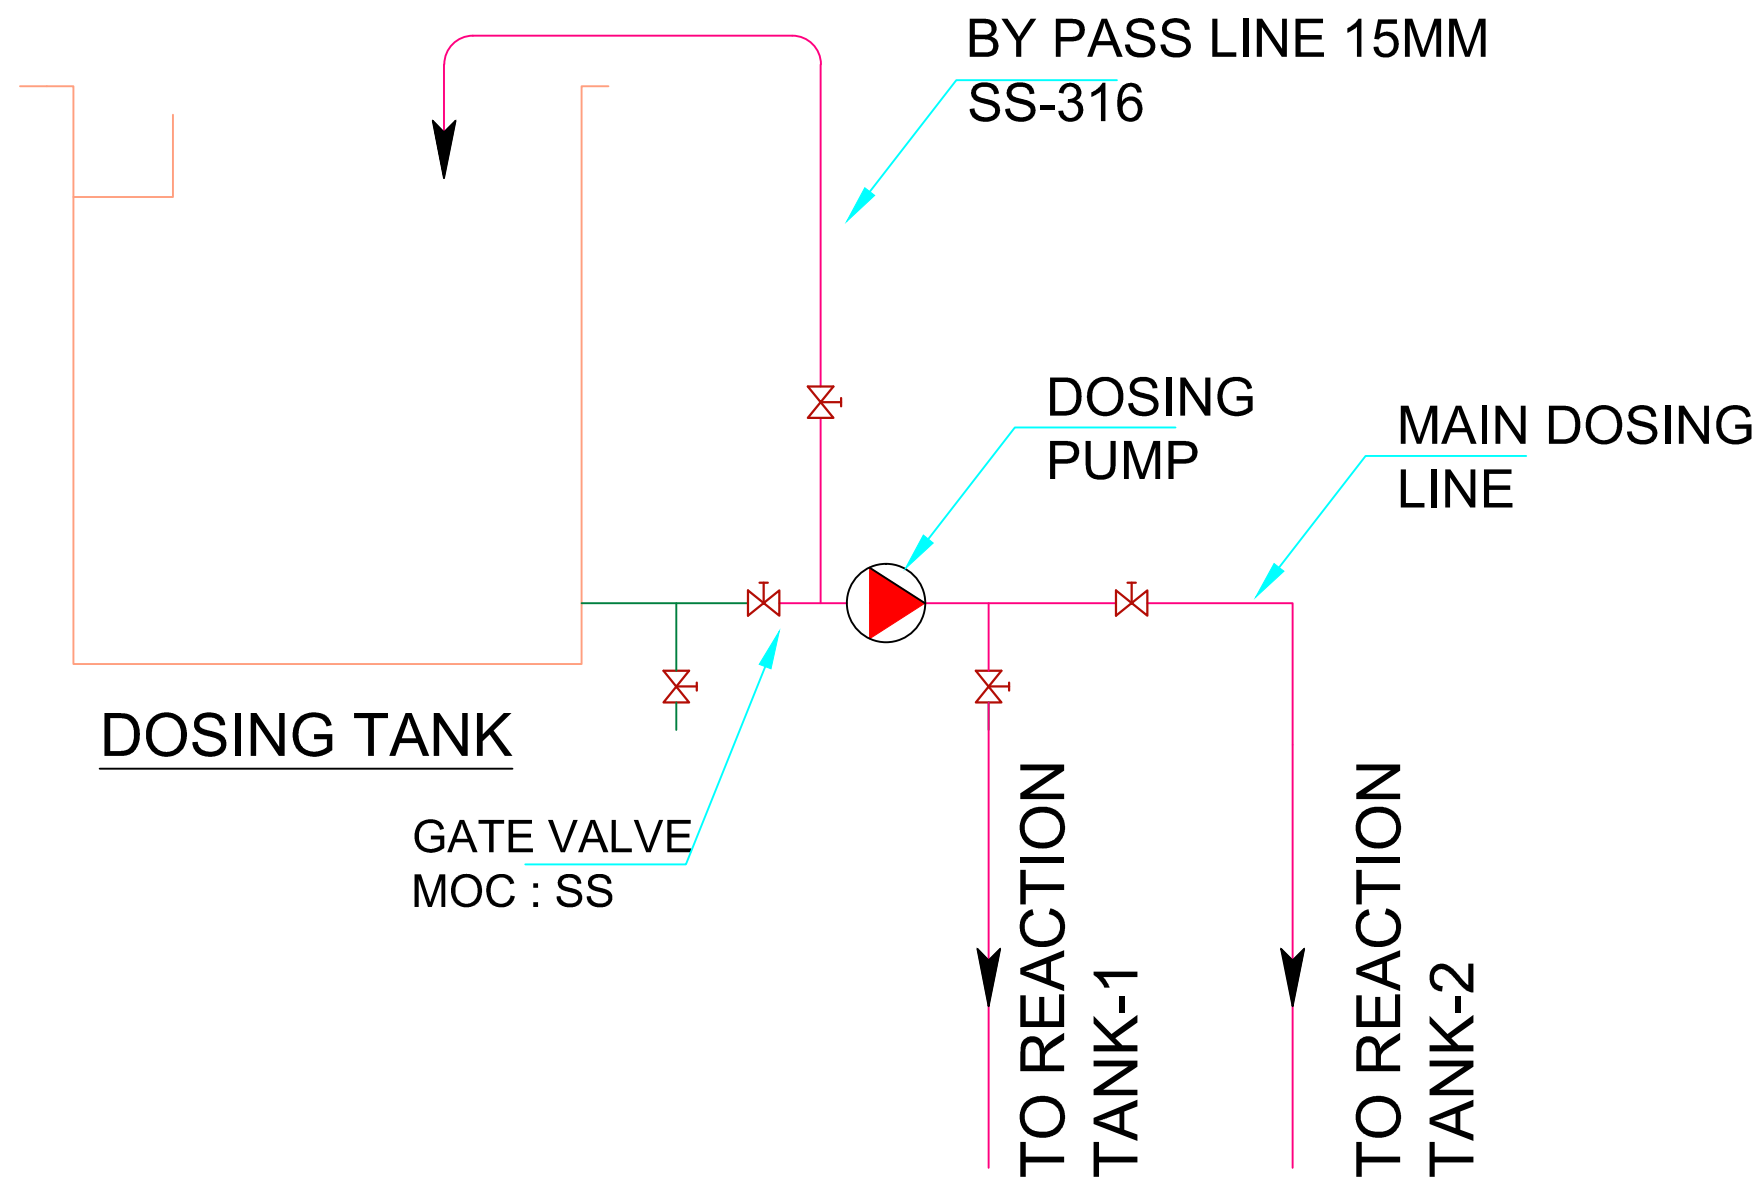 BY PASS LINE 15MM
SS-316
DOSING
PUMP
MAIN DOSING
LINE
DOSING TANK
GATE VALVE
MOC : SS
TO REACTION
TANK-1
TO REACTION
TANK-2